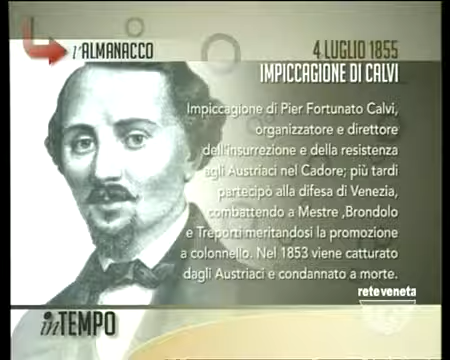 l'ALMANACCO
4 LUGLIO 1855
IMPICCAGIONE DI CALVI
Impiccagione di Pier Fortunato Calvi,
organizzatore e direttore
dell'insurrezione e della resistenza
agli Austriaci nel Cadore; più tardi
partecipò alla difesa di Venezia,
combattendo a Mestre ,Brondolo
e Treporti meritandosi la promozione
a colonnello. Nel 1853 viene catturato
dagli Austriaci e condannato a morte.
reteveneta
inTEMPO